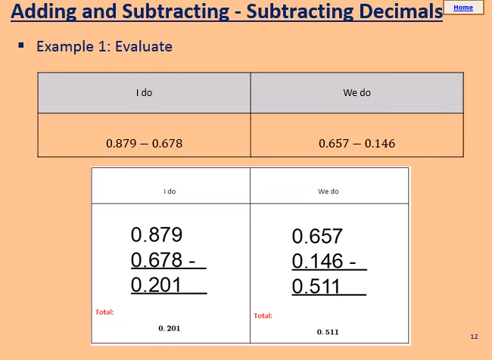 Adding and Subtracting - Subtracting Decimals
Home
▪ Example 1: Evaluate
I do We do
0.879 − 0.678 0.657 − 0.146
I do We do
0.879 0.657
0.678 - 0.146 -
0.201 0.511
Total: Total:
0.201 0.511
12